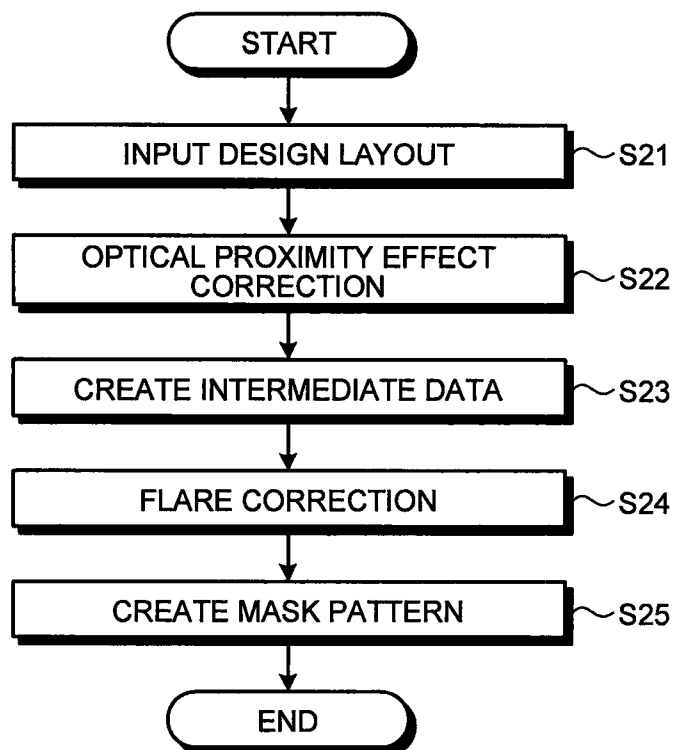 START
INPUT DESIGN LAYOUT
S21
OPTICAL PROXIMITY EFFECT
CORRECTION
S22
CREATE INTERMEDIATE DATA
S23
FLARE CORRECTION
S24
CREATE MASK PATTERN
S25
END